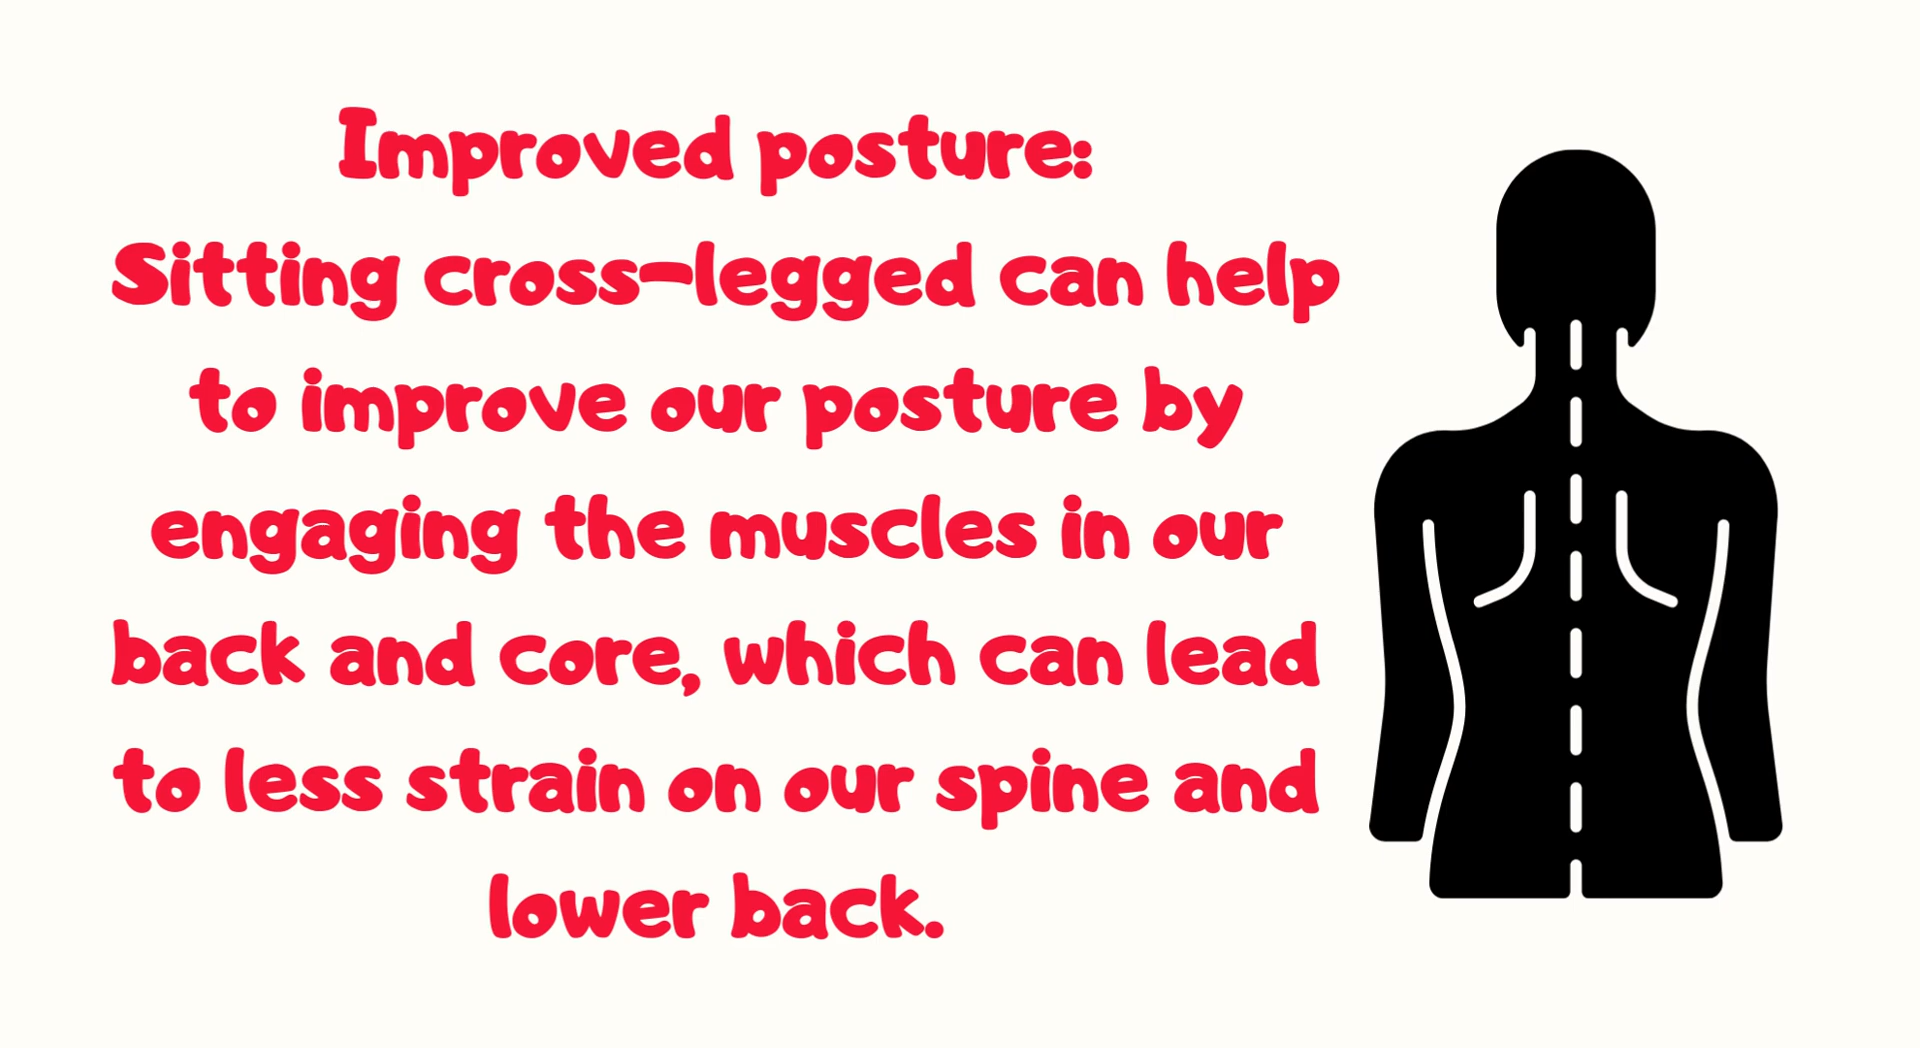 Improved posture:
Sitting cross-legged can help
to improve our posture by
engaging the muscles in our
back and core, which can lead
to less strain on our spine and
lower back.